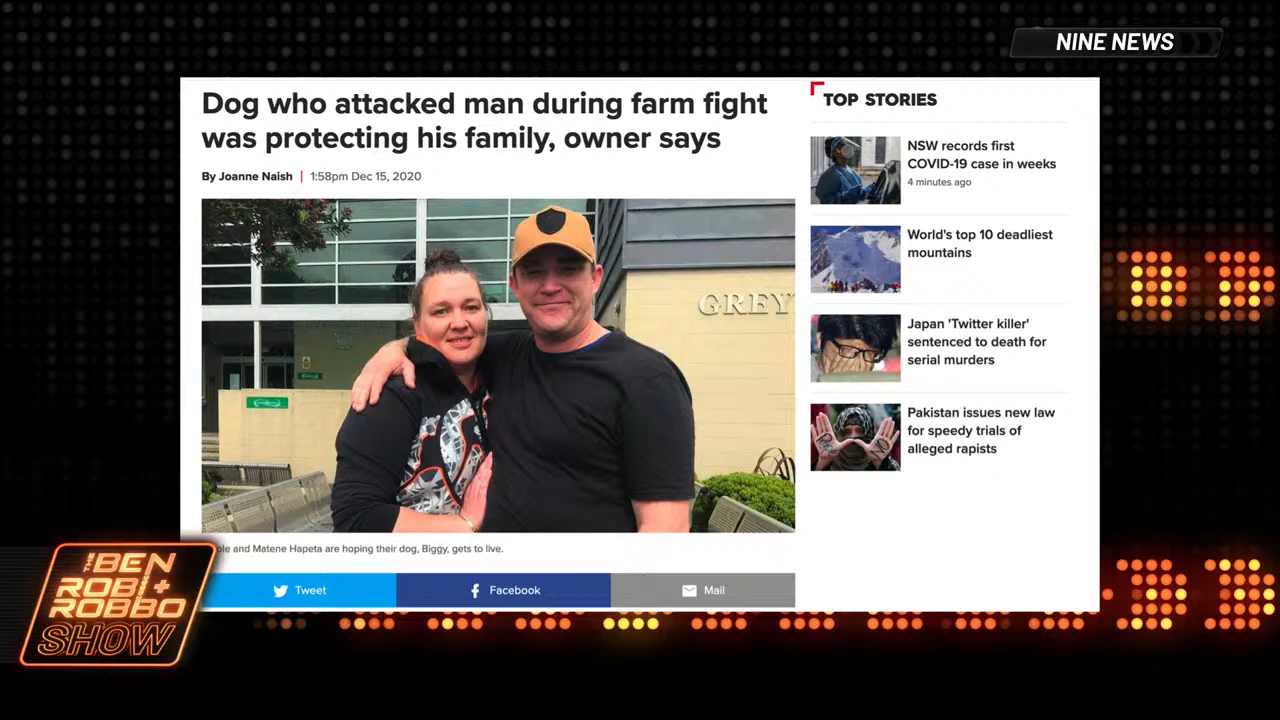 NINE NEWS
Dog who attacked man during farm fight
was protecting his family, owner says
By Joanne Naish | 1:58pm Dec 15, 2020
GREY
and Matene Hapeta are hoping their dog, Biggy, gets to live.
Tweet
Facebook
Mail
TOP STORIES
NSW records first
COVID-19 case in weeks
4 minutes ago
World's top 10 deadliest
mountains
Japan 'Twitter killer'
sentenced to death for
serial murders
Pakistan issues new law
for speedy trials of
alleged rapists
THE BEN
ROB +
ROBBO
SHOW